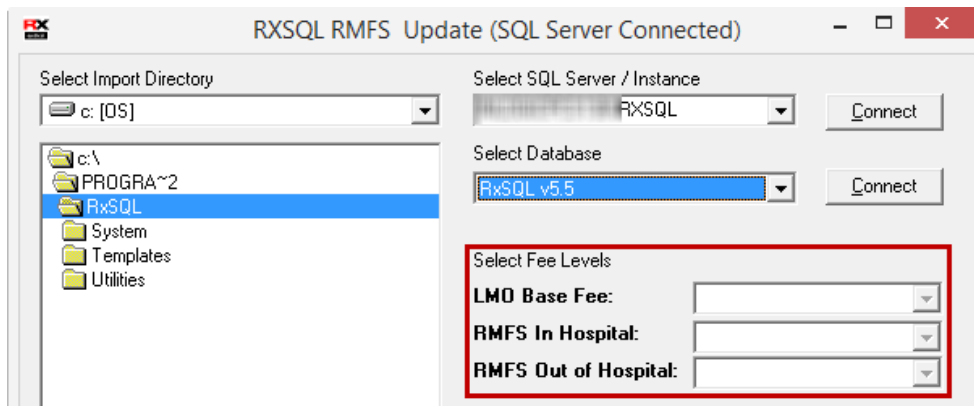 RX
RXSQL RMFS Update (SQL Server Connected)
Select Import Directory
c: [OS]
c:\
PROGRA~2
RxSQL
System
Templates
Utilities
Select SQL Server / Instance
RXSQL
Connect
Select Database
RxSQL v5.5
Connect
Select Fee Levels
LMO Base Fee:
RMFS In Hospital:
RMFS Out of Hospital: